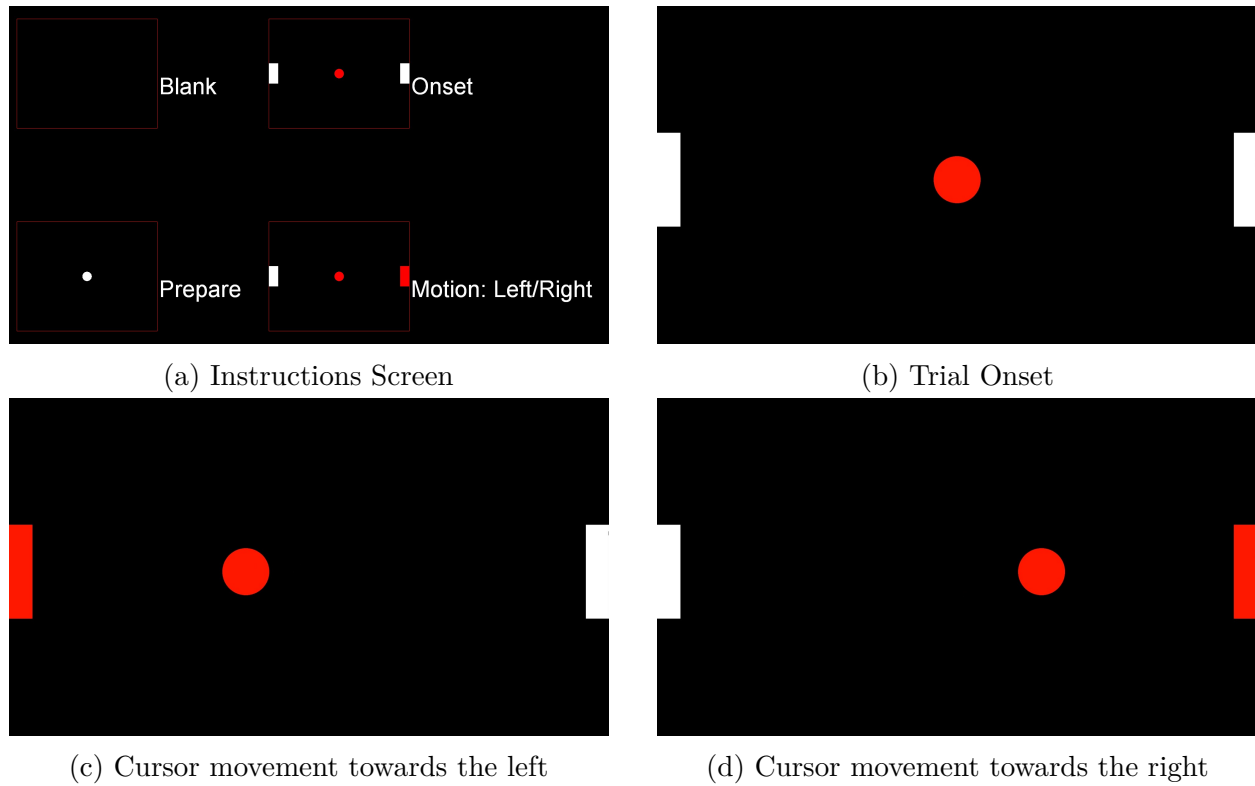 Blank
Onset
Prepare
Motion: Left/Right
(a) Instructions Screen
(b) Trial Onset
(c) Cursor movement towards the left
(d) Cursor movement towards the right